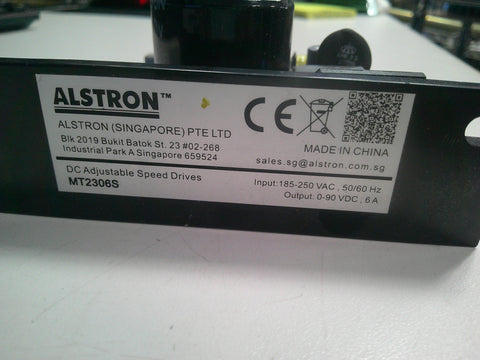 ALSTRON™
ALSTRON (SINGAPORE) PTE LTD
Blk 2019 Bukit Batok St. 23 #02-268
Industrial Park A Singapore 659524
CE
MADE IN CHINA
sales.sg@alstron.com.sg
DC Adjustable Speed Drives
MT2306S
Input:185-250 VAC , 50/60 Hz
Output: 0-90 VDC , 6 A